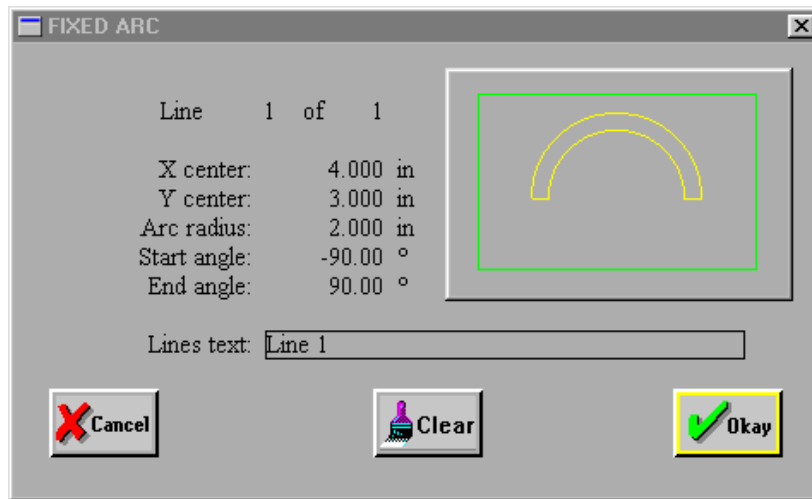 FIXED ARC
Line 1 of 1
X center: 4.000 in
Y center: 3.000 in
Arc radius: 2.000 in
Start angle: -90.00 º
End angle: 90.00 º
Lines text: Line 1
Cancel Clear Okay